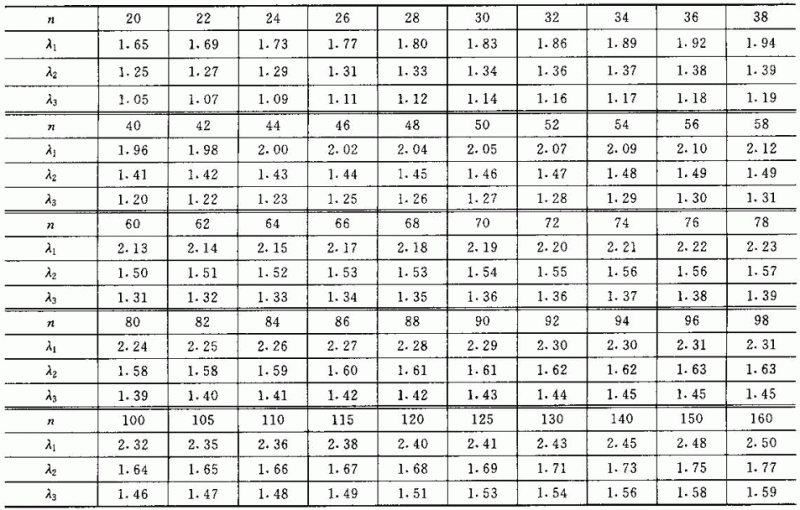 n 20 22 24 26 28 30 32 34 36 38
λ1 1.65 1.69 1.73 1.77 1.80 1.83 1.86 1.89 1.92 1.94
λ2 1.25 1.27 1.29 1.31 1.33 1.34 1.36 1.37 1.38 1.39
λ3 1.05 1.07 1.09 1.11 1.12 1.14 1.16 1.17 1.18 1.19
n 40 42 44 46 48 50 52 54 56 58
λ1 1.96 1.98 2.00 2.02 2.04 2.05 2.07 2.09 2.10 2.12
λ2 1.41 1.42 1.43 1.44 1.45 1.46 1.47 1.48 1.49 1.49
λ3 1.20 1.22 1.23 1.25 1.26 1.27 1.28 1.29 1.30 1.31
n 60 62 64 66 68 70 72 74 76 78
λ1 2.13 2.14 2.15 2.17 2.18 2.19 2.20 2.21 2.22 2.23
λ2 1.50 1.51 1.52 1.53 1.53 1.54 1.55 1.56 1.56 1.57
λ3 1.31 1.32 1.33 1.34 1.35 1.36 1.36 1.37 1.38 1.39
n 80 82 84 86 88 90 92 94 96 98
λ1 2.24 2.25 2.26 2.27 2.28 2.29 2.30 2.30 2.31 2.31
λ2 1.58 1.58 1.59 1.60 1.61 1.61 1.62 1.62 1.63 1.63
λ3 1.39 1.40 1.41 1.42 1.42 1.43 1.44 1.45 1.45 1.45
n 100 105 110 115 120 125 130 140 150 160
λ1 2.32 2.35 2.36 2.38 2.40 2.41 2.43 2.45 2.48 2.50
λ2 1.64 1.65 1.66 1.67 1.68 1.69 1.71 1.73 1.75 1.77
λ3 1.46 1.47 1.48 1.49 1.51 1.53 1.54 1.56 1.58 1.59